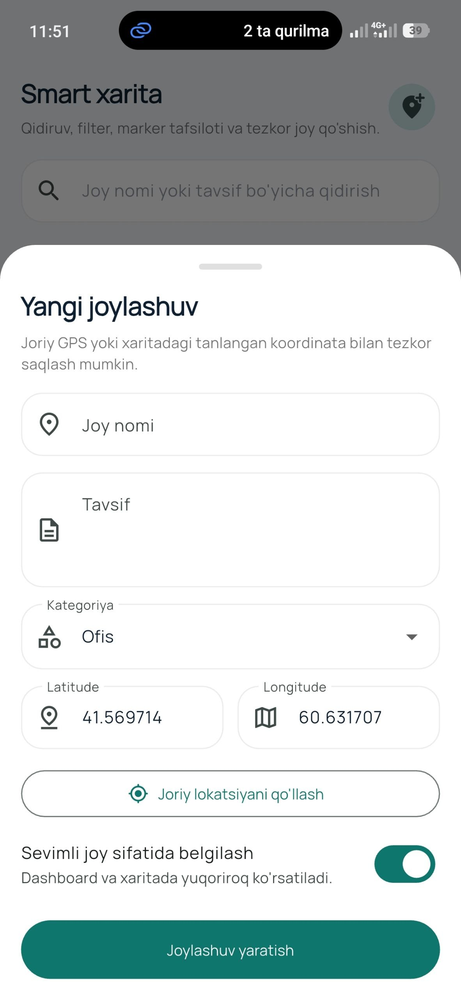 11:51
2 ta qurilma
4G+
39
Smart xarita
Qidiruv, filter, marker tafsiloti va tezkor joy qo'shish.
Joy nomi yoki tavsif bo'yicha qidirish
Yangi joylashuv
Joriy GPS yoki xaritadagi tanlangan koordinata bilan tezkor
saqlash mumkin.
Joy nomi
Tavsif
Kategoriya
Ofis
Latitude
41.569714
Longitude
60.631707
Joriy lokatsiyani qo'llash
Sevimli joy sifatida belgilash
Dashboard va xaritada yuqoriroq ko'rsatiladi.
Joylashuv yaratish